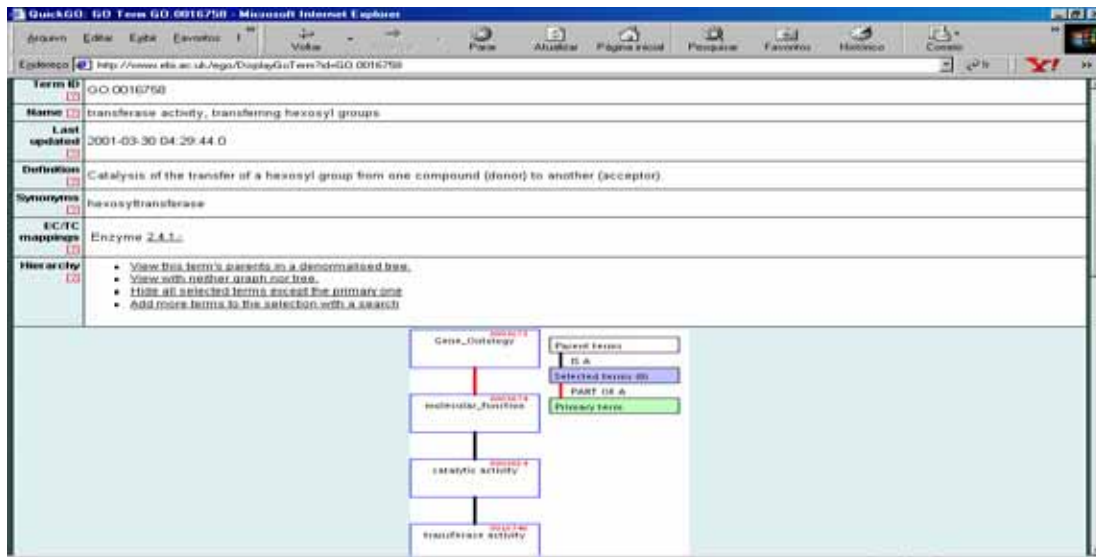 QuickGO: GO Term GO:0016758 - Microsoft Internet Explorer
Arquivo Editar Exibir Favoritos
Voltar Parar Atualizar Página inicial Pesquisar Favoritos Histórico Correio
Endereço http://www.ebi.ac.uk/ego/DisplayGoTerm?id=GO:0016758
Term ID [?] GO:0016758
Name [?] transferase activity, transferring hexosyl groups
Last updated [?] 2001-03-30 04:29:44.0
Definition [?] Catalysis of the transfer of a hexosyl group from one compound (donor) to another (acceptor).
Synonyms [?] hexosyltransferase
EC/TC mappings [?] Enzyme 2.4.1.-
Hierarchy [?]
• View this term's parents in a denormalised tree.
• View with neither graph nor tree.
• Hide all selected terms except the primary one
• Add more terms to the selection with a search
Gene_Ontology
Parent terms
IS A
Selected terms (0)
PART OF A
Primary term
molecular_function
catalytic activity
transferase activity